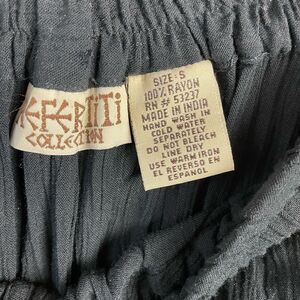 NEFERTITI
COLLECTION
SIZE: S
100% RAYON
RN # 53237
MADE IN INDIA
HAND WASH IN
COLD WATER
SEPARATELY
DO NOT BLEACH
LINE DRY
USE WARM IRON
EL REVERSO EN
ESPANOL